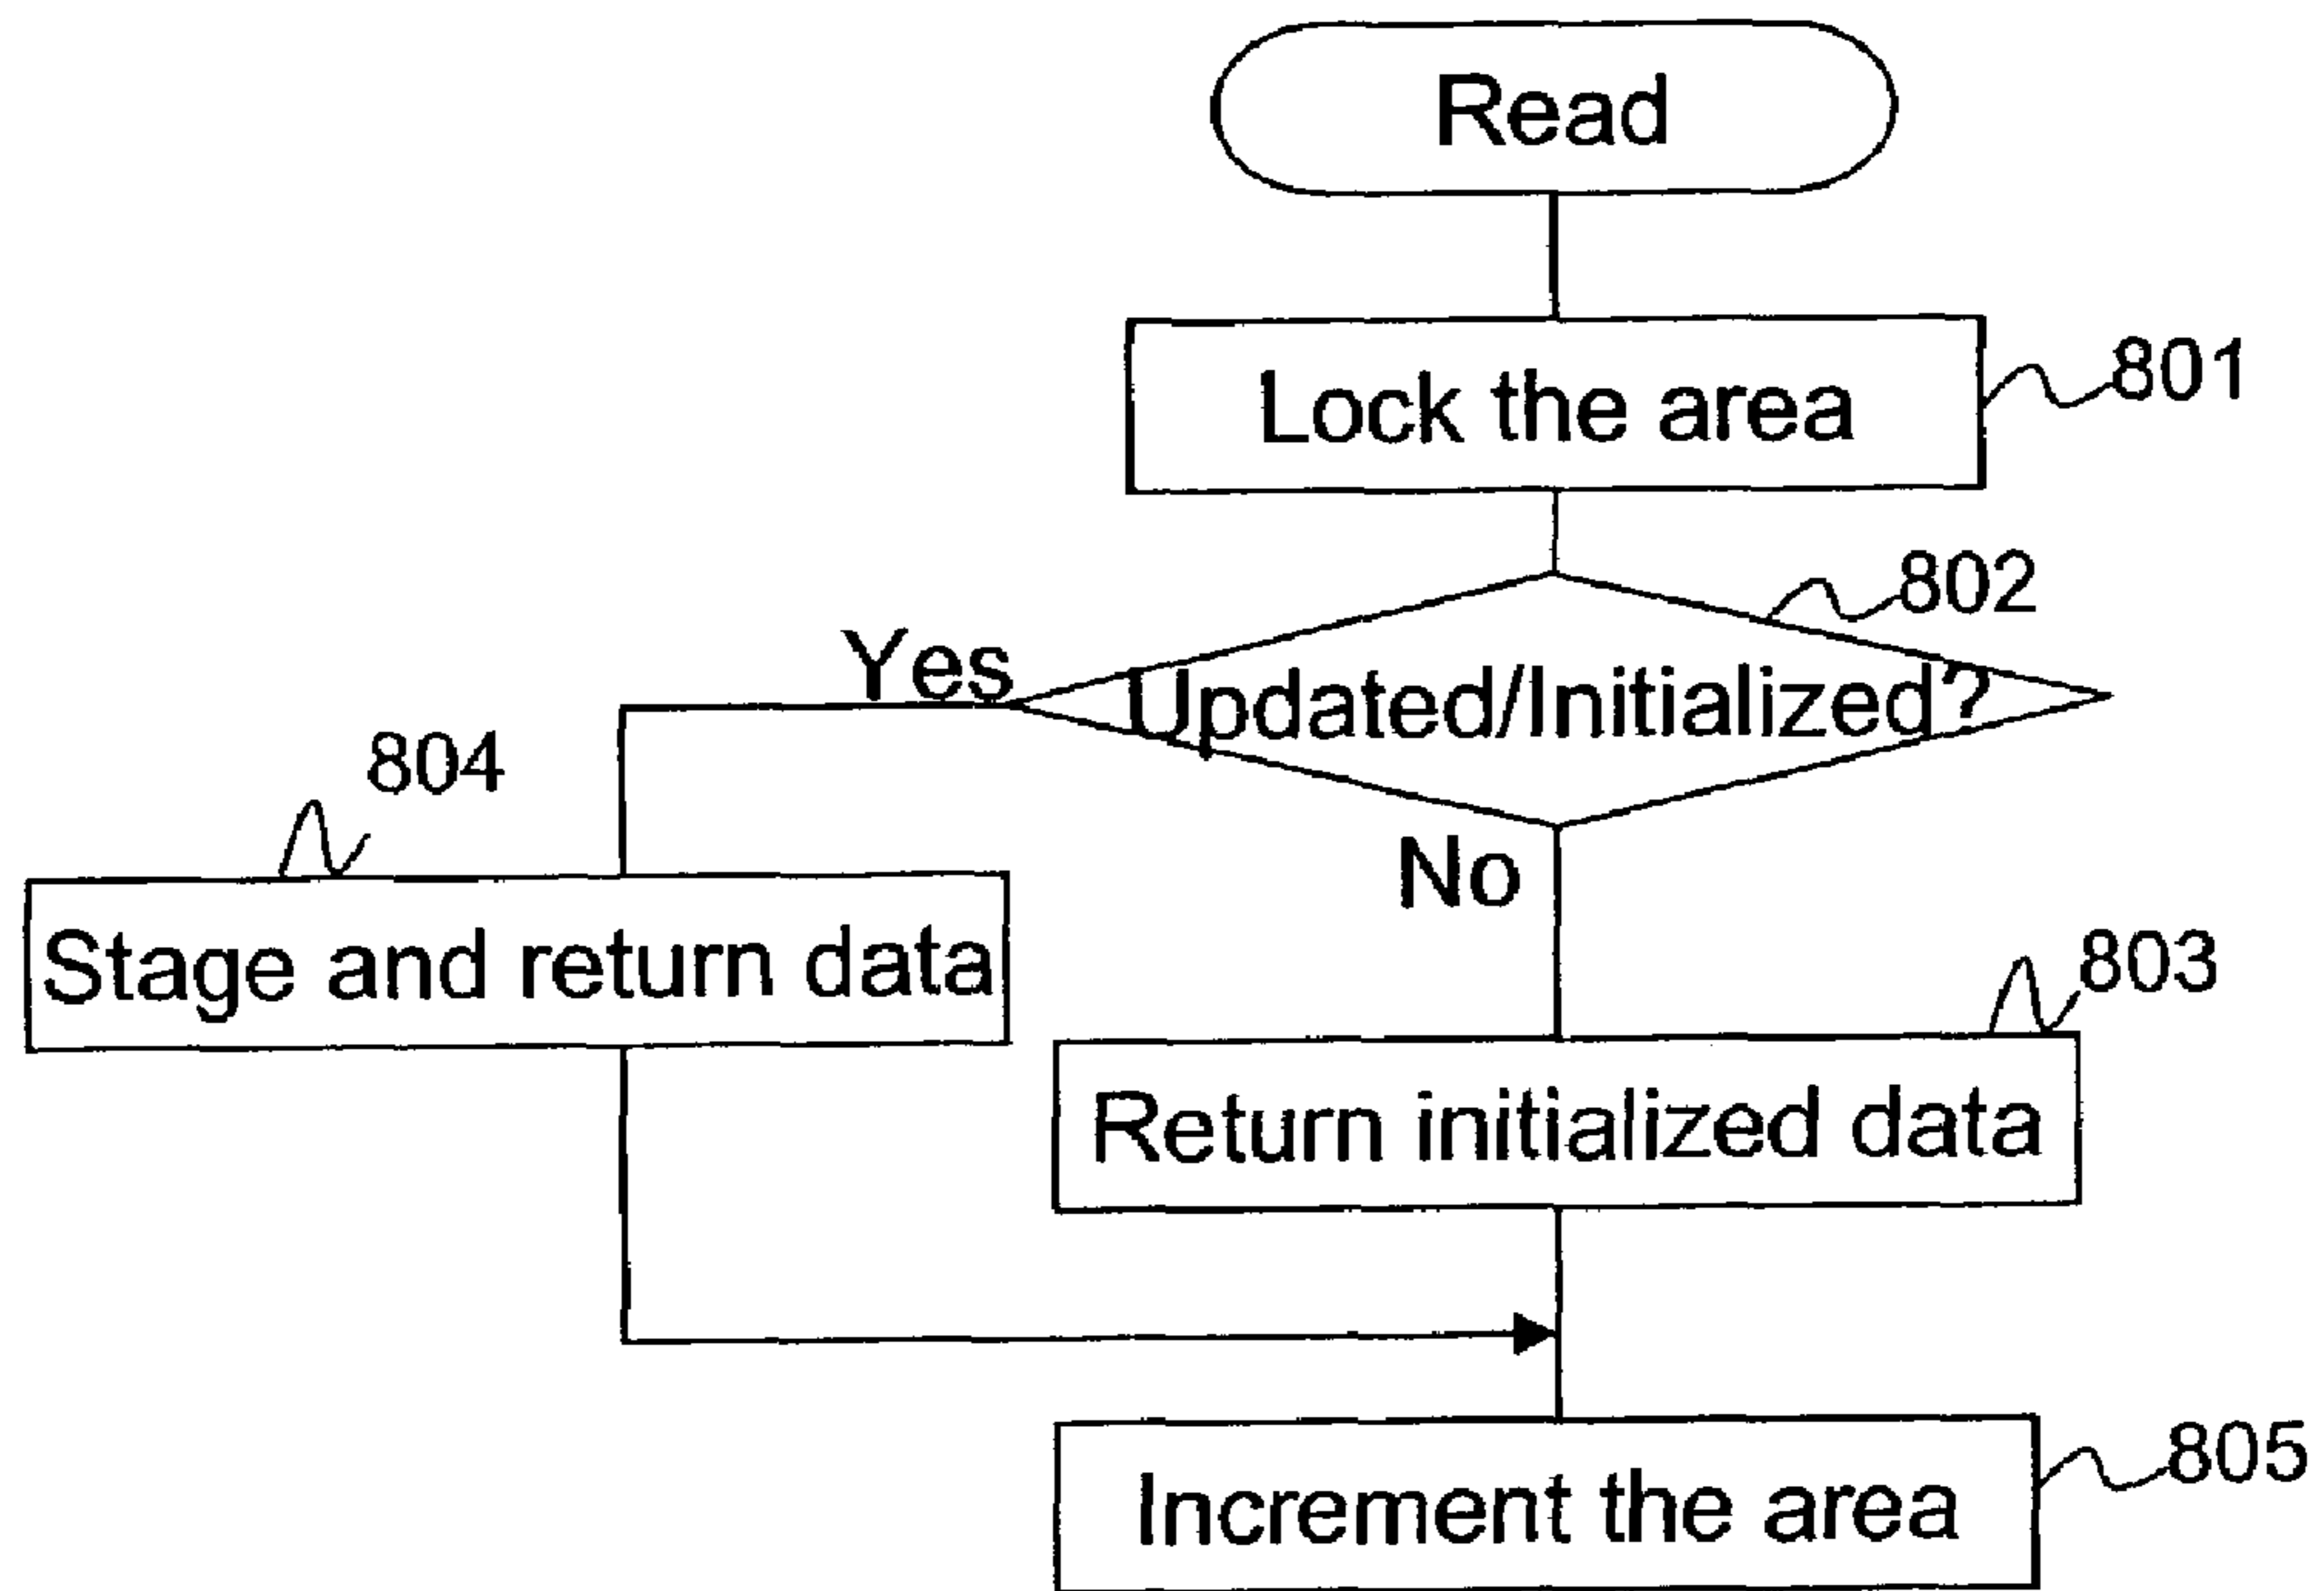 Read
Lock the area
801
802
Yes
Updated/Initialized?
804
No
Stage and return data
803
Return initialized data
805
Increment the area